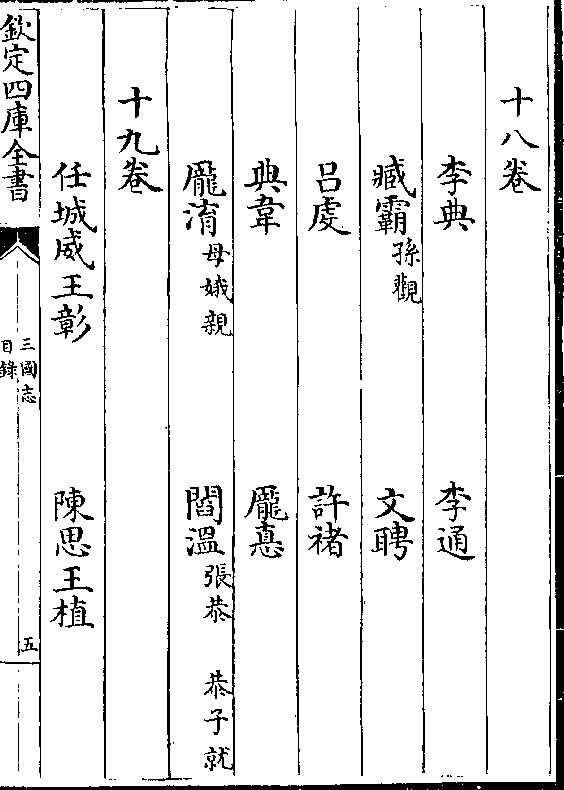 十八卷
李典　李通
臧霸孫觀　文聘
呂虔　許褚
典韋　龎悳
龎淯母娥親　閻溫張恭　恭子就
十九卷
任城威王彰　陳思王植
欽定四庫全書
三國志
目錄
五